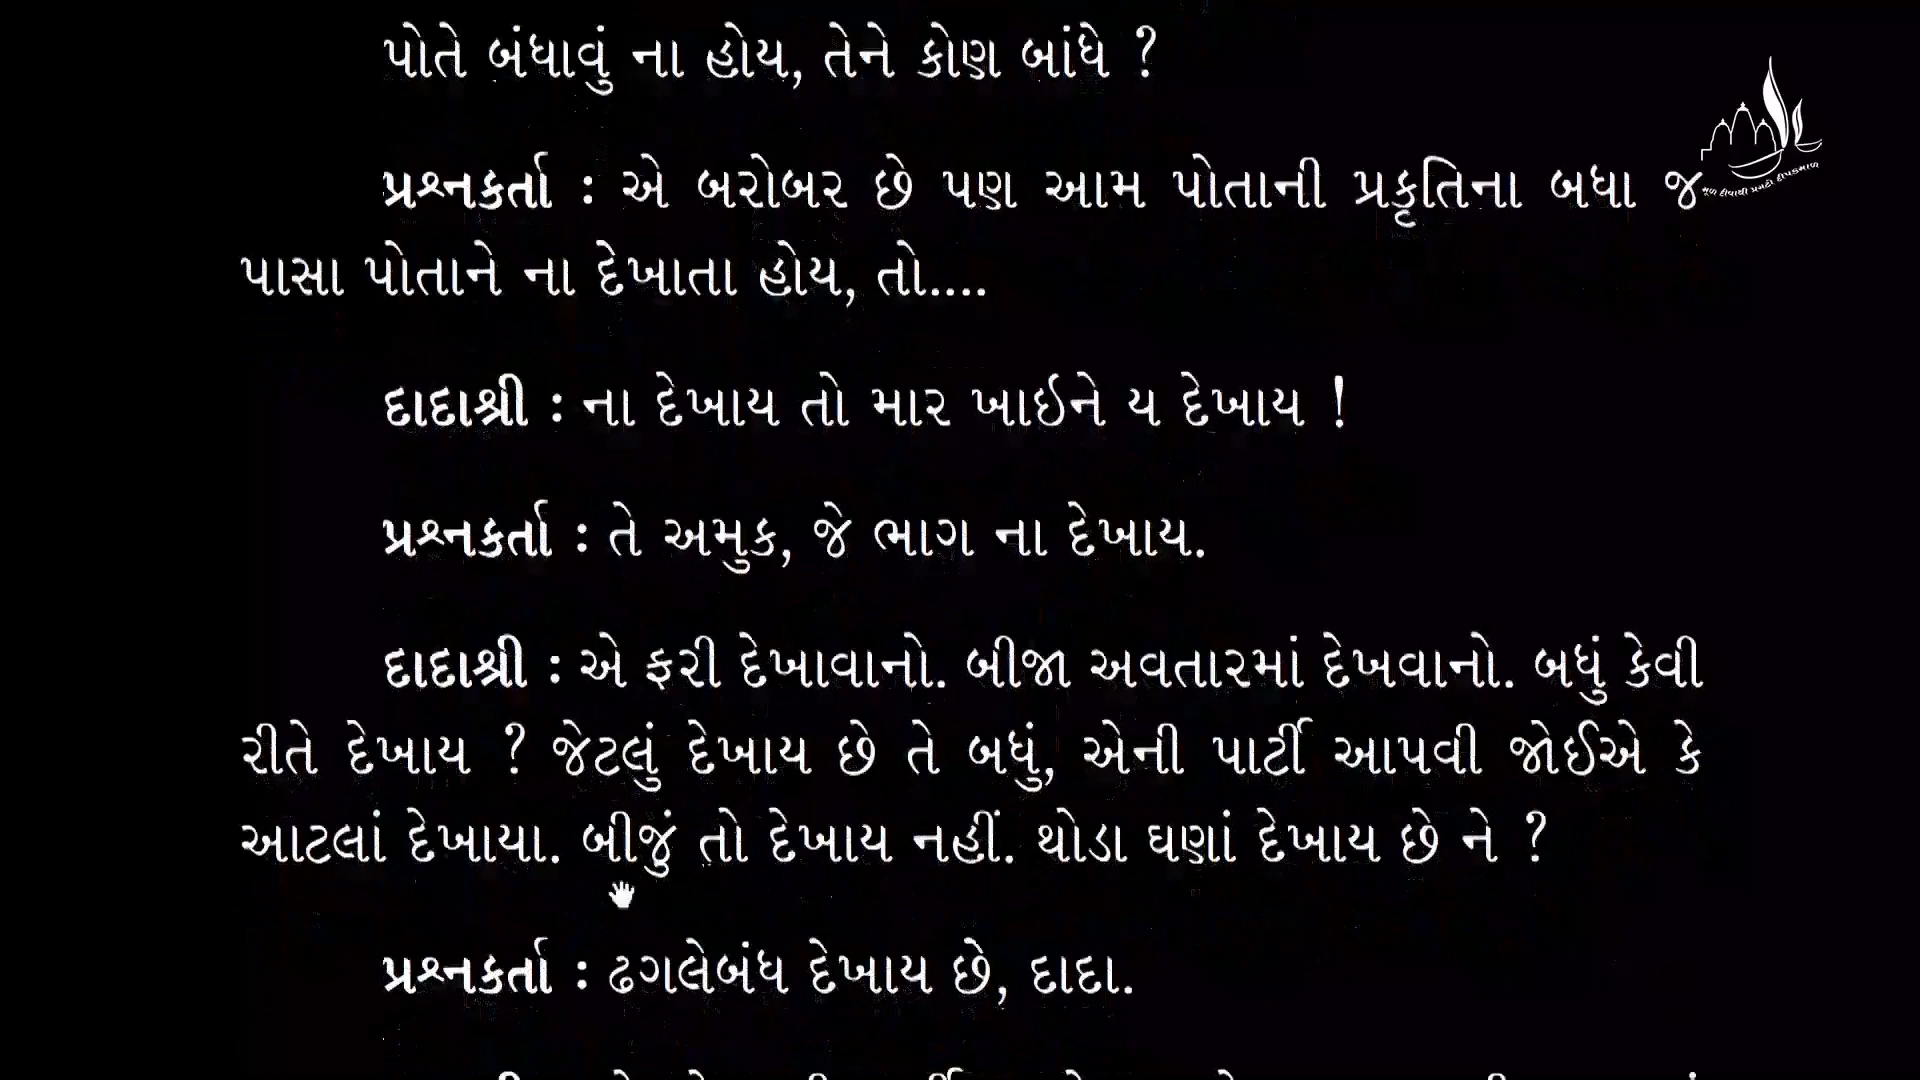 પોતે બંધાવું ના હોય, તેને કોણ બાંધે ?
પ્રશ્નકર્તા : એ બરોબર છે પણ આમ પોતાની પ્રકૃતિના બધા જ
પાસા પોતાને ના દેખાતા હોય, તો....
દાદાશ્રી : ના દેખાય તો માર ખાઇને ય દેખાય !
પ્રશ્નકર્તા : તે અમુક, જે ભાગ ના દેખાય.
દાદાશ્રી : એ ફરી દેખાવાનો. બીજા અવતારમાં દેખવાનો. બધું કેવી
રીતે દેખાય ? જેટલું દેખાય છે તે બધું, એની પાર્ટી આપવી જોઈએ કે
આટલાં દેખાયા. બીજું તો દેખાય નહીં. થોડા ઘણાં દેખાય છે ને ?
પ્રશ્નકર્તા : ઢગલેબંધ દેખાય છે, દાદા.